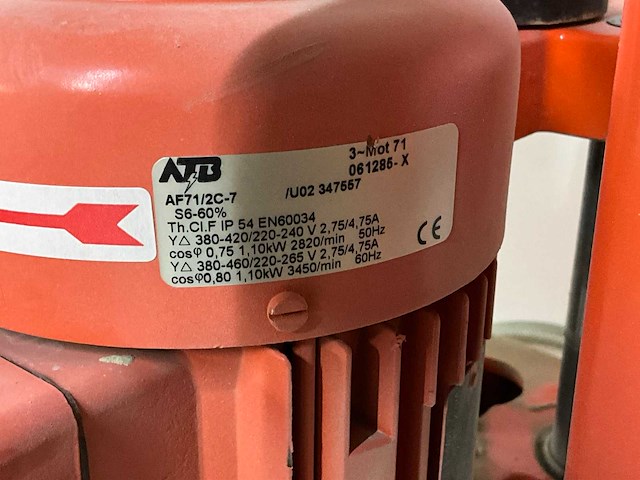 ATB
3~Mot 71
061285-X
AF71/2C-7 /U02 347557
S6-60%
Th.Cl.F IP 54 EN60034
Y△ 380-420/220-240 V 2,75/4,75A
cosφ 0,75 1,10kW 2820/min 50Hz
Y△ 380-460/220-265 V 2,75/4,75A
cosφ0,80 1,10kW 3450/min 60Hz
CE